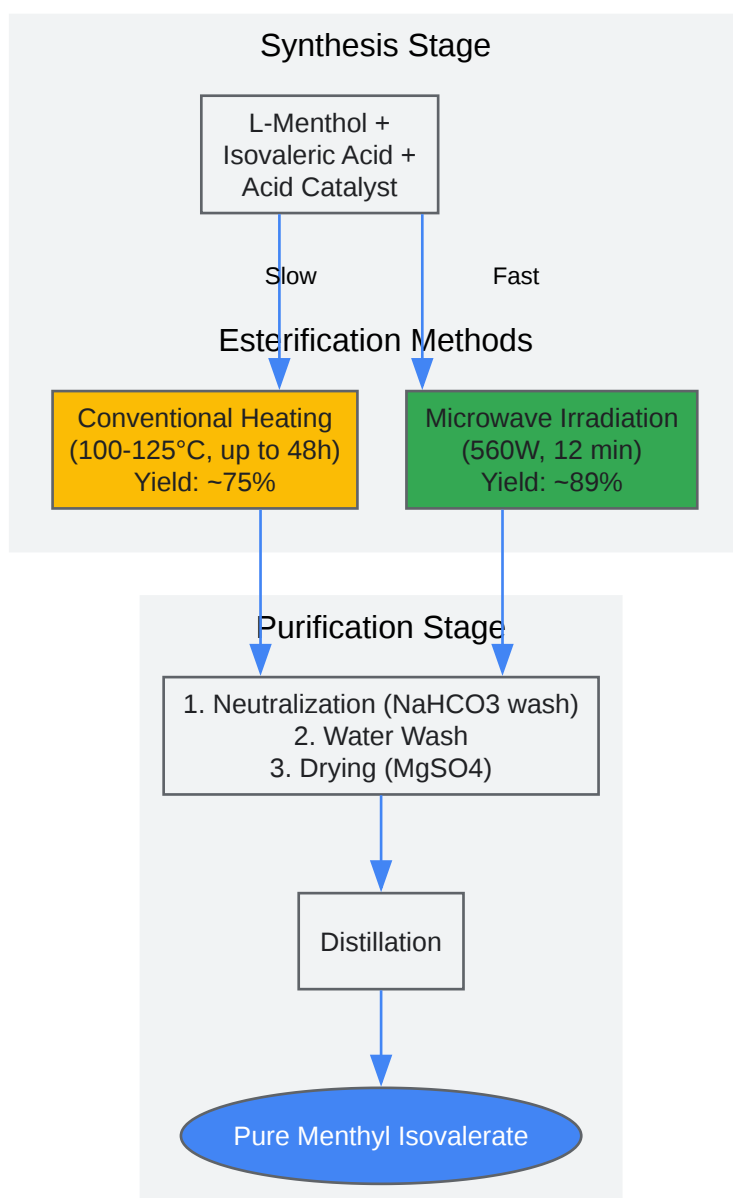 Synthesis Stage
L-Menthol +
Isovaleric Acid +
Acid Catalyst
Slow
Fast
Esterification Methods
Conventional Heating
(100-125°C, up to 48h)
Yield: ~75%
Microwave Irradiation
(560W, 12 min)
Yield: ~89%
Purification Stage
1. Neutralization (NaHCO3 wash)
2. Water Wash
3. Drying (MgSO4)
Distillation
Pure Menthyl Isovalerate